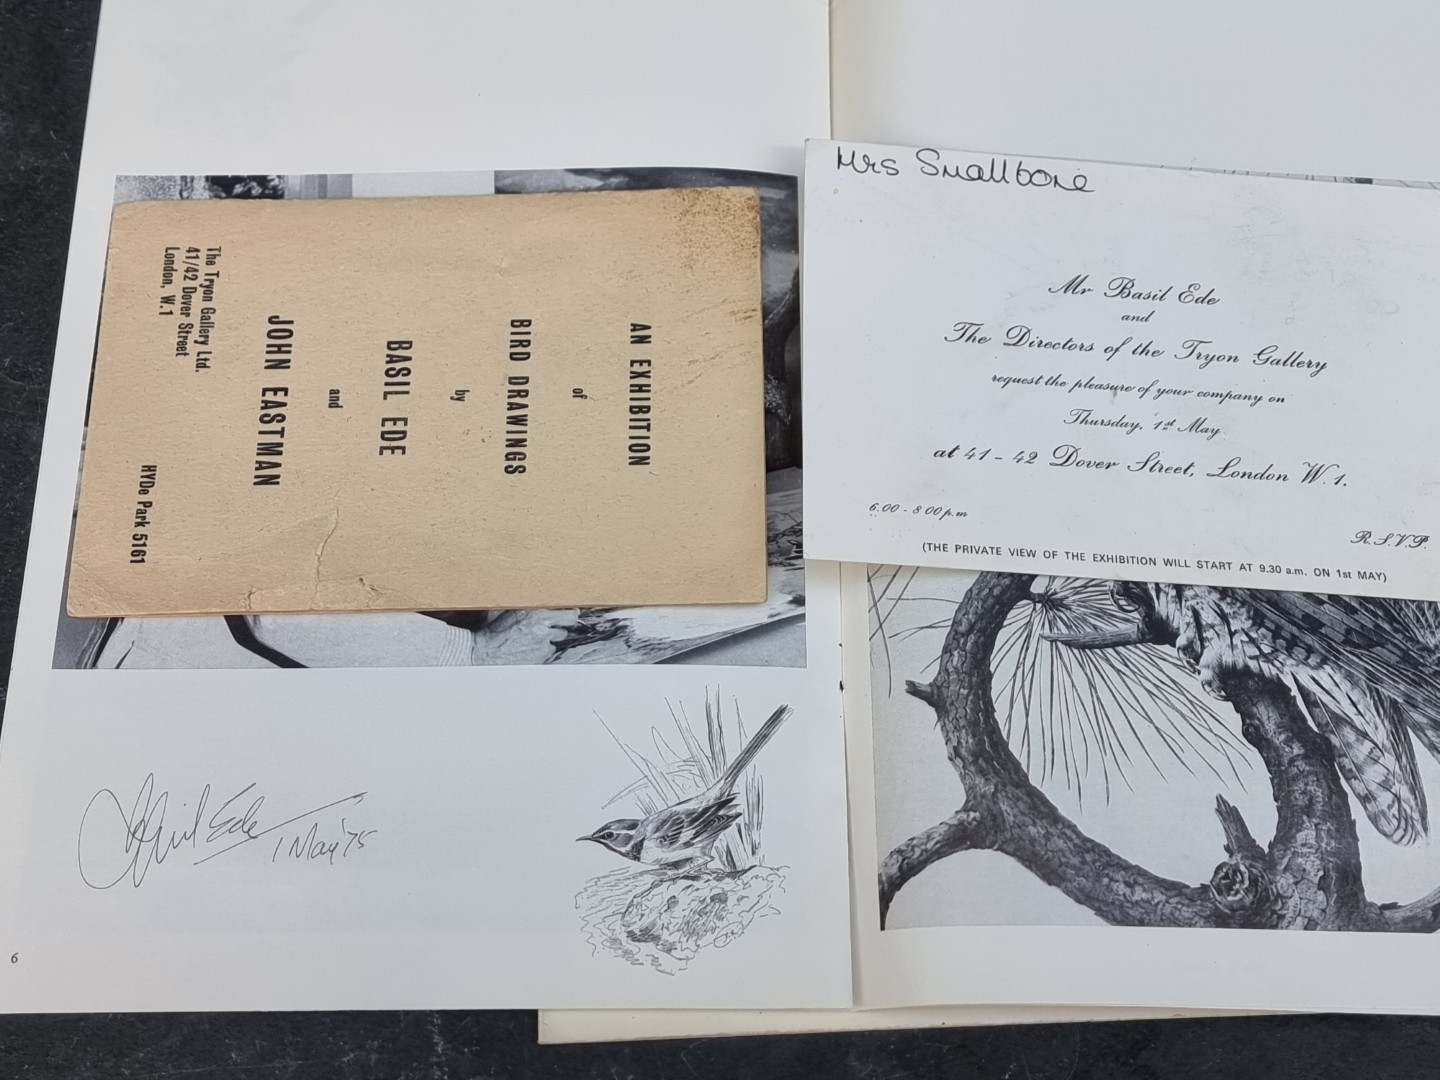 AN EXHIBITION
of
BIRD DRAWINGS
by
BASIL EDE
and
JOHN EASTMAN
The Tryon Gallery Ltd.
41/42 Dover Street
London, W.1
HYDe Park 5161
Mrs Smallbone
Mr Basil Ede
and
The Directors of the Tryon Gallery
request the pleasure of your company on
Thursday, 1st May
at 41 - 42 Dover Street, London W.1.
6.00 - 8.00 p.m
R.S.V.P.
(THE PRIVATE VIEW OF THE EXHIBITION WILL START AT 9.30 a.m. ON 1st MAY)
Basil Ede
1 May '75
6